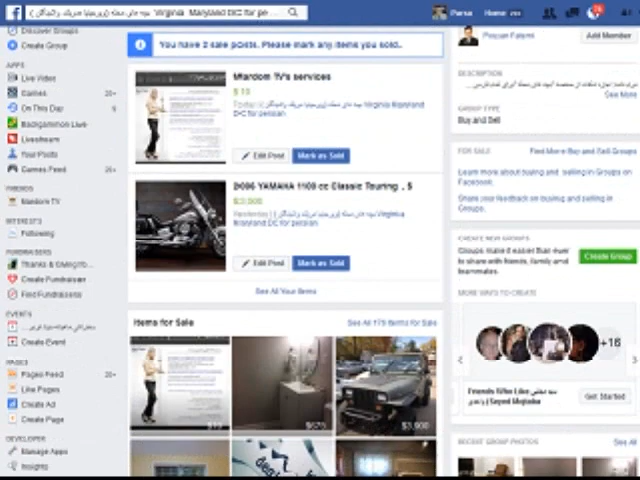 Virginia Maryland DC for pe ...
Parsa
Home
Discover Groups
Create Group
APPS
Live Video
Games 20+
On This Day
Backgammon Live
Livestream
Your Posts
Games Feed 20+
FRIENDS
Mardom TV
INTERESTS
Following
FUNDRAISERS
Create Fundraiser
Find Fundraisers
EVENTS
Create Event
PAGES
Pages Feed 20+
Like Pages
Create Ad
Create Page
DEVELOPER
Manage Apps
Insights
You have 2 sale posts. Please mark any items you sold.
Mardom TV's services
Virginia Maryland
DC for persian
Edit Post Mark as Sold
2006 YAMAHA 1100 cc Classic Touring
$3,900
Virginia
Maryland DC for persian
Edit Post Mark as Sold
See All Your Items
Items for Sale See All 175 Items for Sale
$675 $3,900
Add Member
DESCRIPTION
See More
GROUP TYPE
Buy and Sell
FOR SALE Find More Buy and Sell Groups
Learn more about buying and selling in Groups on
Facebook.
Share your feedback on buying and selling in
Groups.
CREATE NEW GROUPS
Groups make it easier than ever
to share with friends, family and
teammates.
Create Group
MORE WAYS TO CREATE
Friends Who Like
Get Started
RECENT GROUP PHOTOS See All